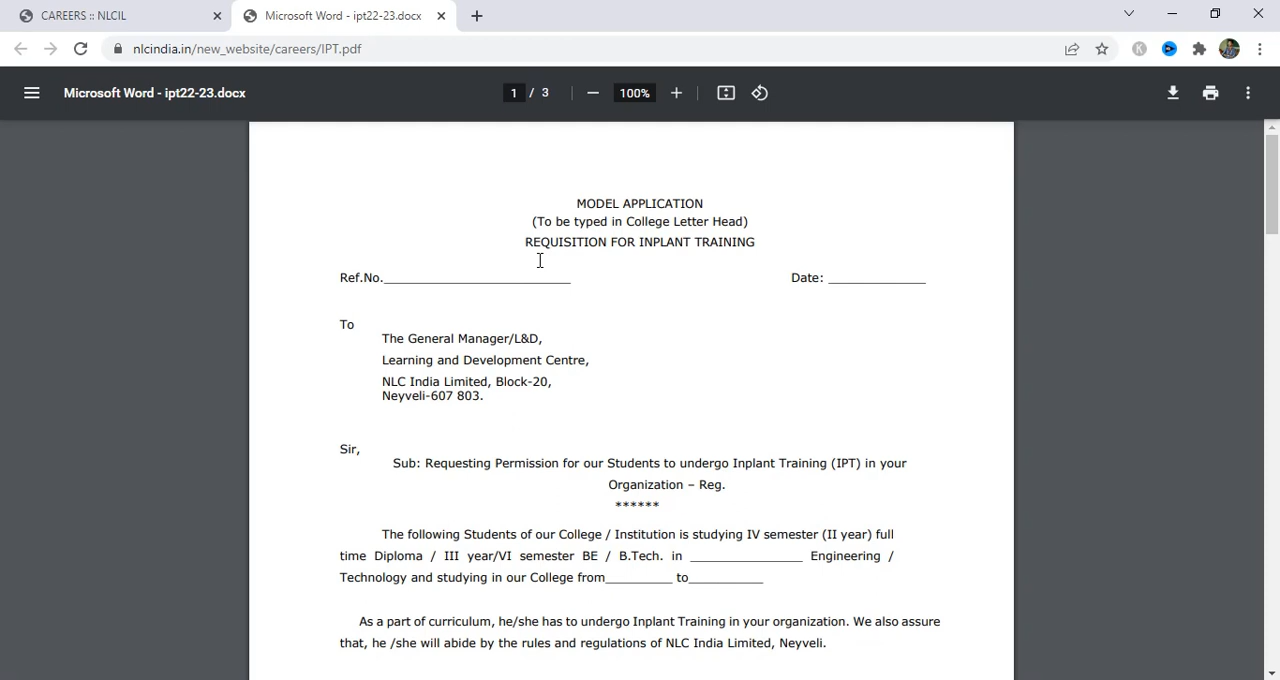 CAREERS :: NLCIL
Microsoft Word - ipt22-23.docx
nlcindia.in/new_website/careers/IPT.pdf
K
Microsoft Word - ipt22-23.docx
1 / 3
100%
MODEL APPLICATION
(To be typed in College Letter Head)
REQUISITION FOR INPLANT TRAINING
Ref.No.________________________ Date: _____________
To
The General Manager/L&D,
Learning and Development Centre,
NLC India Limited, Block-20,
Neyveli-607 803.
Sir,
Sub: Requesting Permission for our Students to undergo Inplant Training (IPT) in your
Organization – Reg.
******
The following Students of our College / Institution is studying IV semester (II year) full
time Diploma / III year/VI semester BE / B.Tech. in _______________ Engineering /
Technology and studying in our College from_________ to__________
As a part of curriculum, he/she has to undergo Inplant Training in your organization. We also assure
that, he /she will abide by the rules and regulations of NLC India Limited, Neyveli.